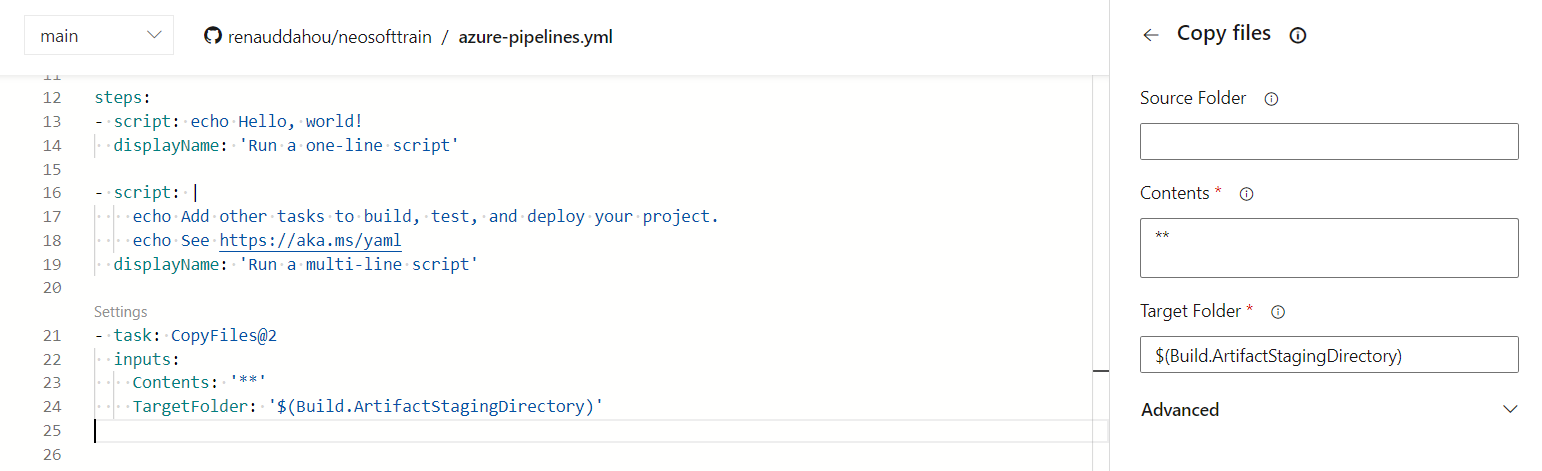 main
renauddahou/neosofttrain / azure-pipelines.yml
11
12 steps:
13 - script: echo Hello, world!
14 displayName: 'Run a one-line script'
15
16 - script: |
17 echo Add other tasks to build, test, and deploy your project.
18 echo See https://aka.ms/yaml
19 displayName: 'Run a multi-line script'
20
Settings
21 - task: CopyFiles@2
22 inputs:
23 Contents: '**'
24 TargetFolder: '$(Build.ArtifactStagingDirectory)'
25
26
Copy files
Source Folder
Contents *
**
Target Folder *
$(Build.ArtifactStagingDirectory)
Advanced